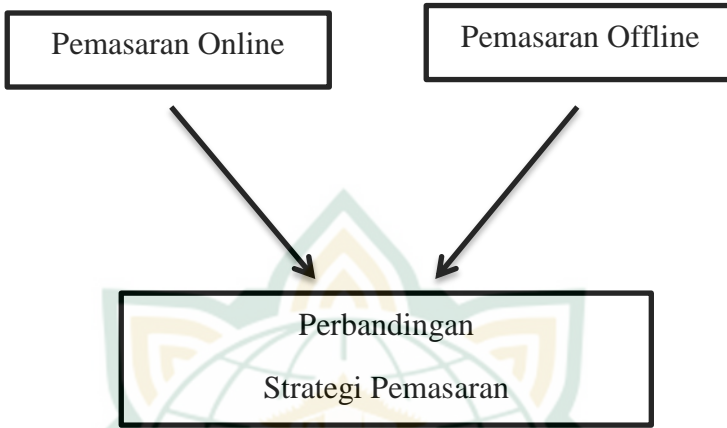 Pemasaran Online
Pemasaran Offline
Perbandingan
Strategi Pemasaran